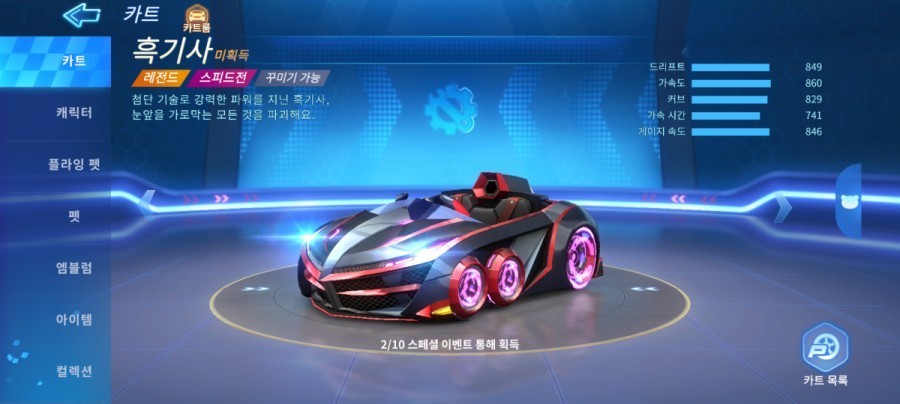 카트
카트룸
흑기사 미획득
레전드 스피드전 꾸미기 가능
첨단 기술로 강력한 파워를 지닌 흑기사,
눈앞을 가로막는 모든 것을 파괴해요.
드리프트 849
가속도 860
커브 829
가속 시간 741
게이지 속도 846
카트
캐릭터
플라잉 펫
펫
엠블럼
아이템
컬렉션
2/10 스페셜 이벤트 통해 획득
카트 목록